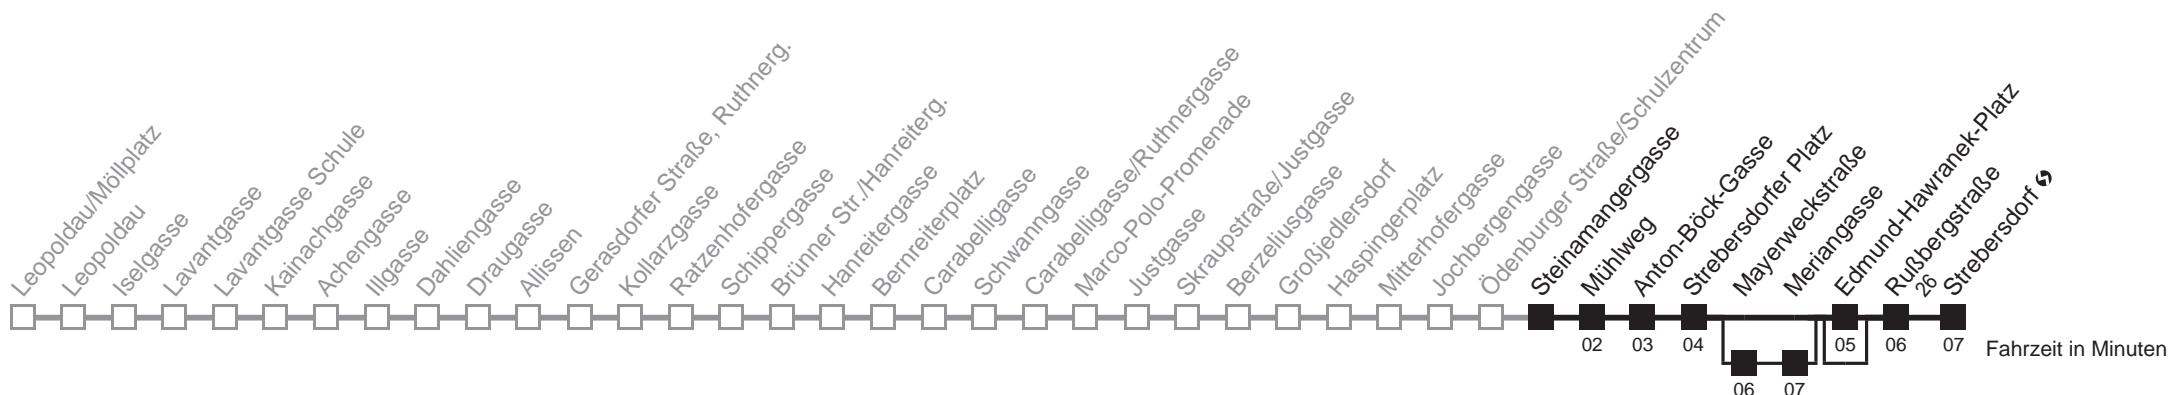 Leopoldau/Möllplatz
Leopoldau
Iselgasse
Lavantgasse
Lavantgasse Schule
Kainachgasse
Achengasse
Illgasse
Dahliengasse
Draugasse
Allissen
Gerasdorfer Straße, Ruthnerg.
Kollarzgasse
Ratzenhofergasse
Schippergasse
Brünner Str./Hanreiterg.
Hanreitergasse
Bernreiterplatz
Carabelligasse
Schwanngasse
Carabelligasse/Ruthnergasse
Marco-Polo-Promenade
Justgasse
Skraupstraße/Justgasse
Berzeliusgasse
Großjedlersdorf
Haspingerplatz
Mitterhofergasse
Jochbergengasse
Ödenburger Straße/Schulzentrum
Steinamangergasse
Mühlweg
Anton-Böck-Gasse
Strebersdorfer Platz
Mayerweckstraße
Meriangasse
Edmund-Hawranek-Platz
Rußbergstraße
26
Strebersdorf
02 03 04 05 06 07
Fahrzeit in Minuten
06 07